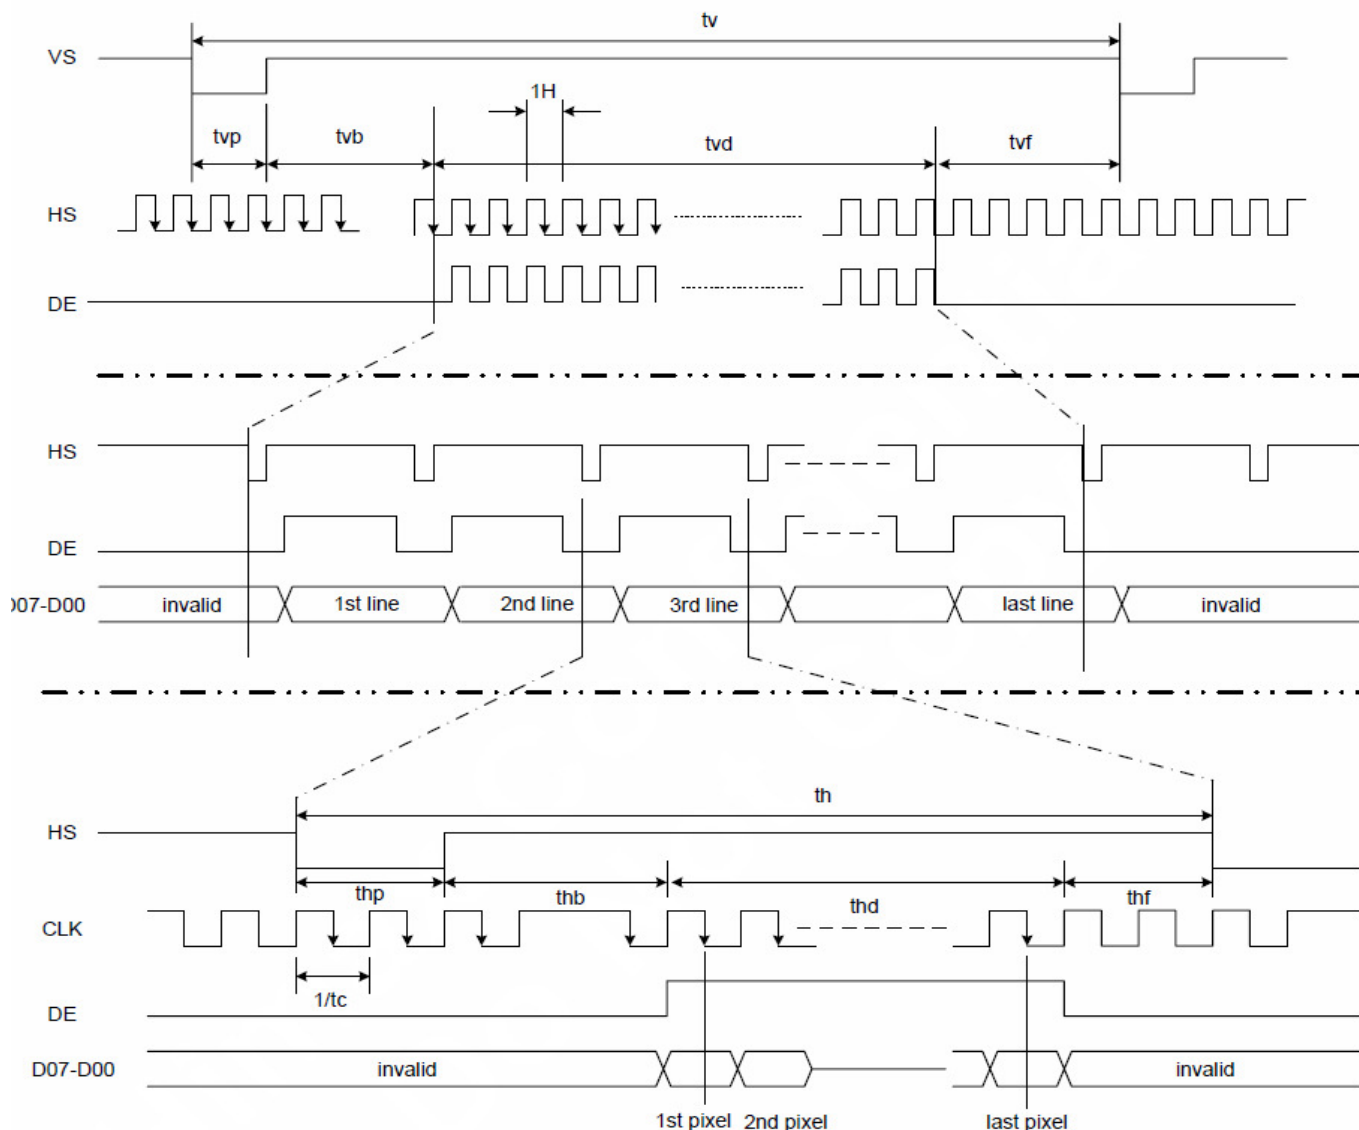 tv
VS
1H
tvp
tvb
tvd
tvf
HS
DE
HS
DE
D07-D00
invalid
1st line
2nd line
3rd line
last line
invalid
th
HS
thp
thb
thd
thf
CLK
1/tc
DE
D07-D00
invalid
invalid
1st pixel
2nd pixel
last pixel